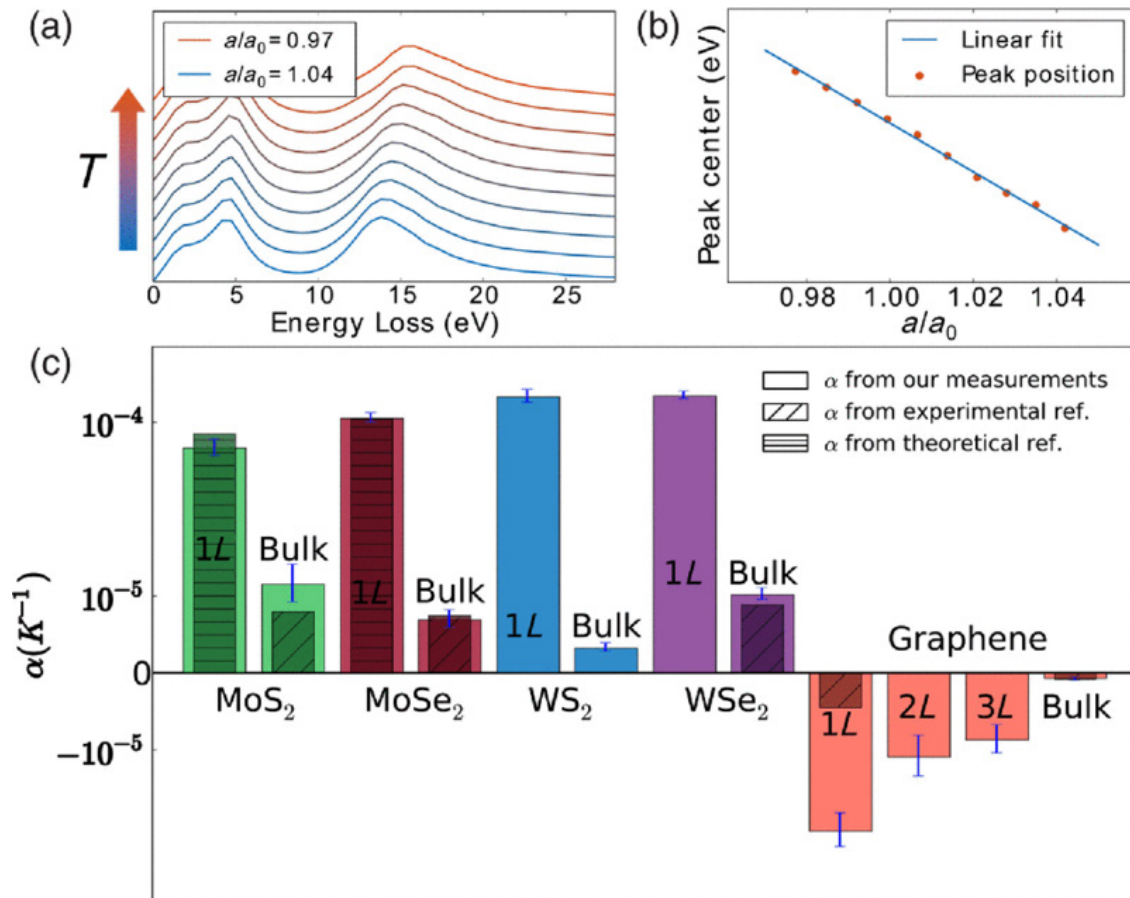 (a)
a/a₀ = 0.97
a/a₀ = 1.04
T
0 5 10 15 20 25
Energy Loss (eV)
(b)
Linear fit
Peak position
Peak center (eV)
0.98 1.00 1.02 1.04
a/a₀
(c)
α from our measurements
α from experimental ref.
α from theoretical ref.
α(K⁻¹)
10⁻⁴
10⁻⁵
0
−10⁻⁵
1L Bulk
1L Bulk
1L Bulk
1L Bulk
MoS₂ MoSe₂ WS₂ WSe₂
Graphene
1L 2L 3L Bulk